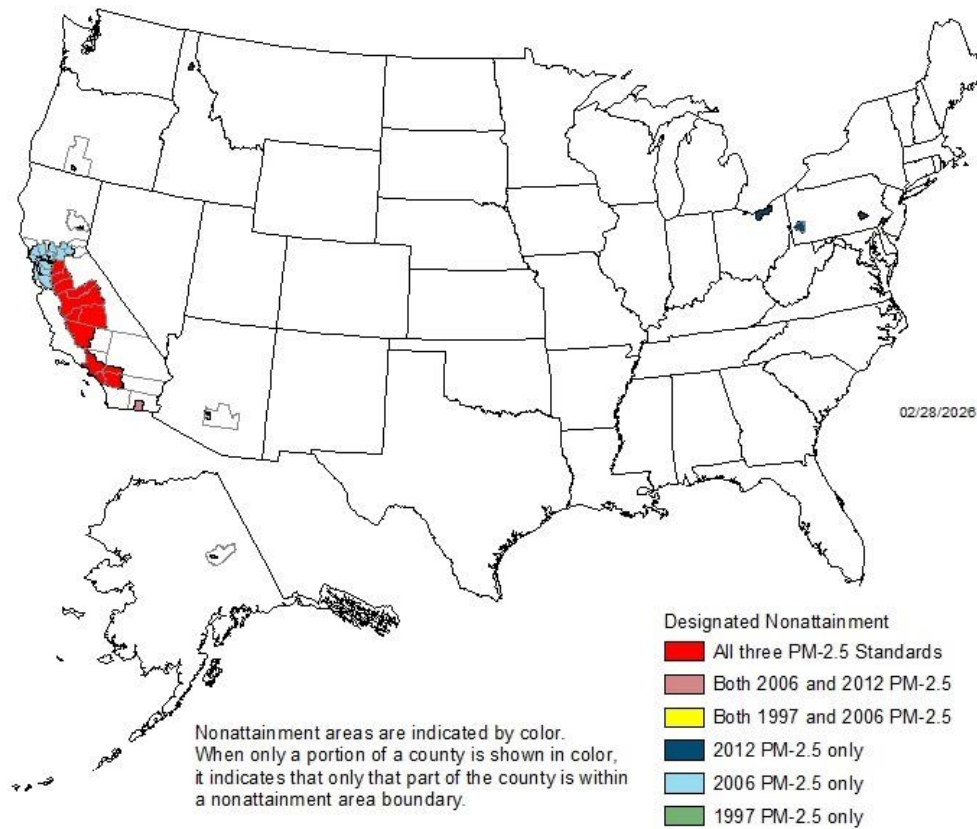 02/28/2026
Designated Nonattainment
All three PM-2.5 Standards
Both 2006 and 2012 PM-2.5
Both 1997 and 2006 PM-2.5
2012 PM-2.5 only
2006 PM-2.5 only
1997 PM-2.5 only
Nonattainment areas are indicated by color.
When only a portion of a county is shown in color,
it indicates that only that part of the county is within
a nonattainment area boundary.